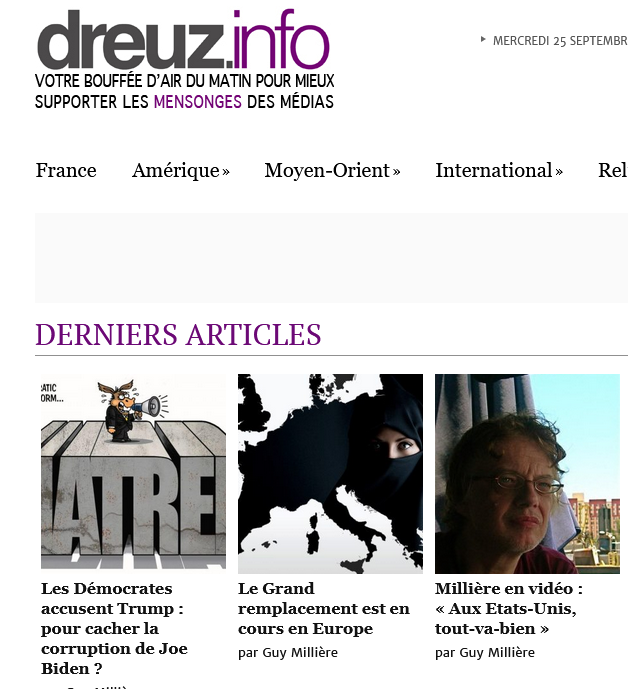 dreuz.info
MERCREDI 25 SEPTEMBR
VOTRE BOUFFÉE D'AIR DU MATIN POUR MIEUX
SUPPORTER LES MENSONGES DES MÉDIAS
France Amérique » Moyen-Orient » International » Rel
DERNIERS ARTICLES
ORM...
ATRE
Les Démocrates
accusent Trump :
pour cacher la
corruption de Joe
Biden ?
Le Grand
remplacement est en
cours en Europe
par Guy Millière
Millière en vidéo :
« Aux Etats-Unis,
tout-va-bien »
par Guy Millière